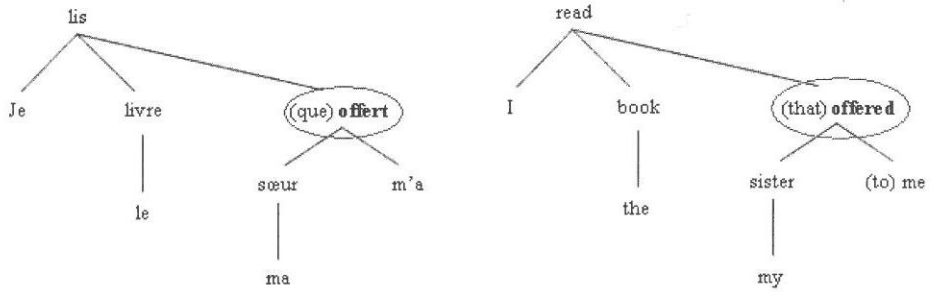 lis
Je livre (que) offert
sœur m'a
le
ma
read
I book (that) offered
sister (to) me
the
my